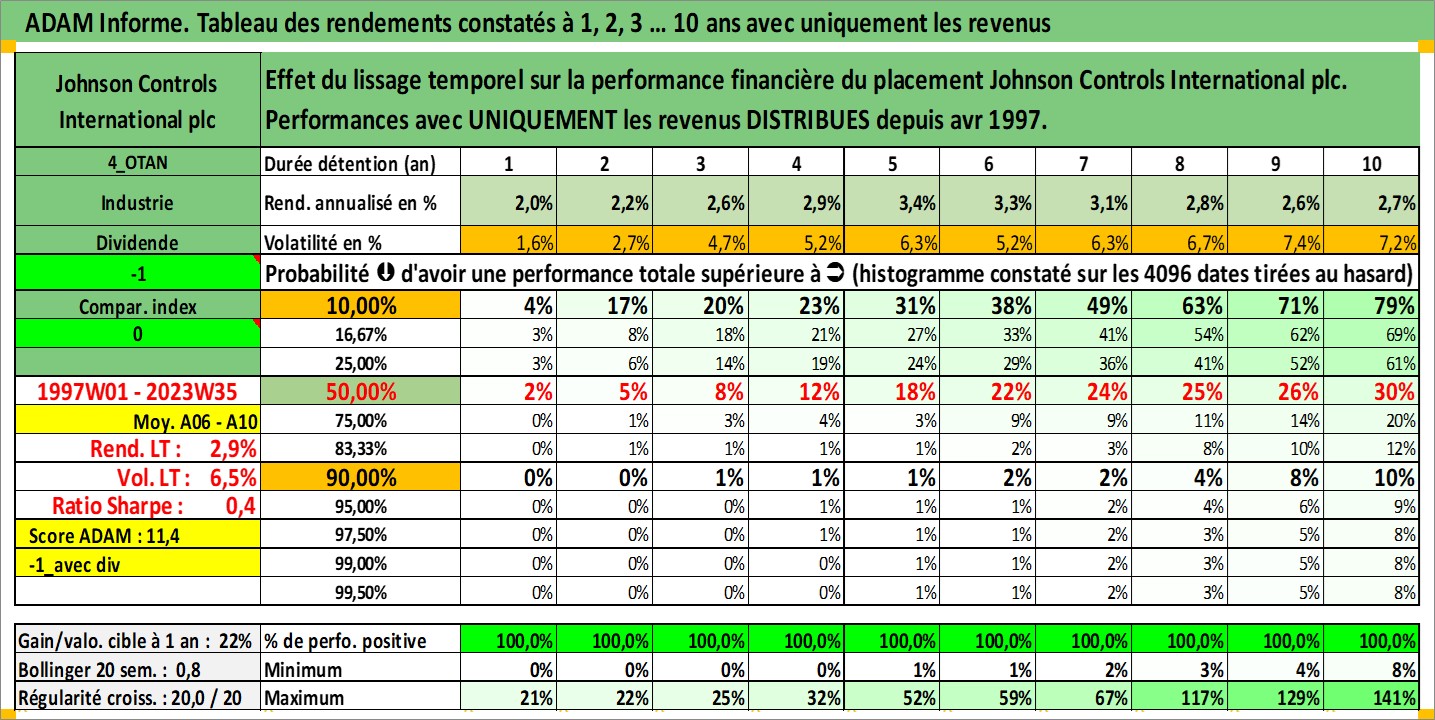 ADAM Informe. Tableau des rendements constatés à 1, 2, 3 ... 10 ans avec uniquement les revenus
Johnson Controls International plc
Effet du lissage temporel sur la performance financière du placement Johnson Controls International plc.
Performances avec UNIQUEMENT les revenus DISTRIBUES depuis avr 1997.
4_OTAN Durée détention (an) 1 2 3 4 5 6 7 8 9 10
Industrie Rend. annualisé en % 2,0% 2,2% 2,6% 2,9% 3,4% 3,3% 3,1% 2,8% 2,6% 2,7%
Dividende Volatilité en % 1,6% 2,7% 4,7% 5,2% 6,3% 5,2% 6,3% 6,7% 7,4% 7,2%
-1 Probabilité ⬇ d'avoir une performance totale supérieure à ➲ (histogramme constaté sur les 4096 dates tirées au hasard)
Compar. index 10,00% 4% 17% 20% 23% 31% 38% 49% 63% 71% 79%
0 16,67% 3% 8% 18% 21% 27% 33% 41% 54% 62% 69%
25,00% 3% 6% 14% 19% 24% 29% 36% 41% 52% 61%
1997W01 - 2023W35 50,00% 2% 5% 8% 12% 18% 22% 24% 25% 26% 30%
Moy. A06 - A10 75,00% 0% 1% 3% 4% 3% 9% 9% 11% 14% 20%
Rend. LT : 2,9% 83,33% 0% 1% 1% 1% 1% 2% 3% 8% 10% 12%
Vol. LT : 6,5% 90,00% 0% 0% 1% 1% 1% 2% 2% 4% 8% 10%
Ratio Sharpe : 0,4 95,00% 0% 0% 0% 1% 1% 1% 2% 4% 6% 9%
Score ADAM : 11,4 97,50% 0% 0% 0% 1% 1% 1% 2% 3% 5% 8%
-1_avec div 99,00% 0% 0% 0% 0% 1% 1% 2% 3% 5% 8%
99,50% 0% 0% 0% 0% 1% 1% 2% 3% 5% 8%
Gain/valo. cible à 1 an : 22% % de perfo. positive 100,0% 100,0% 100,0% 100,0% 100,0% 100,0% 100,0% 100,0% 100,0% 100,0%
Bollinger 20 sem. : 0,8 Minimum 0% 0% 0% 0% 1% 1% 2% 3% 4% 8%
Régularité croiss. : 20,0 / 20 Maximum 21% 22% 25% 32% 52% 59% 67% 117% 129% 141%